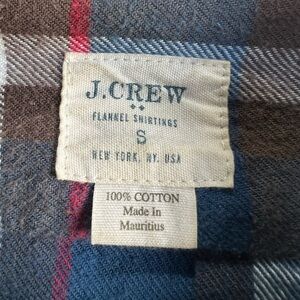 J.CREW
FLANNEL SHIRTINGS
S
NEW YORK, NY. USA
100% COTTON
Made In
Mauritius